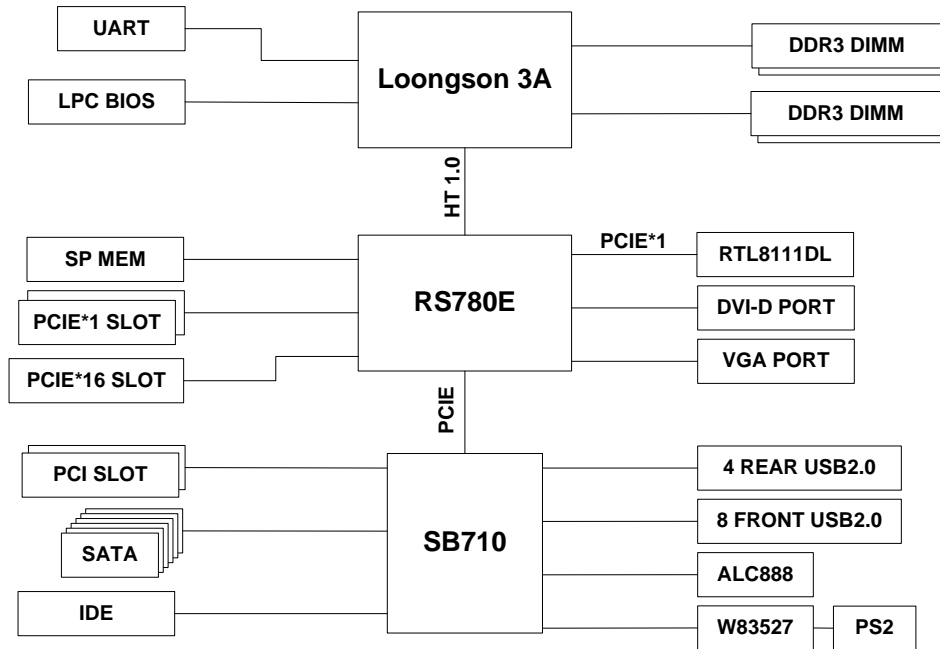 UART
Loongson 3A
DDR3 DIMM
LPC BIOS
DDR3 DIMM
HT 1.0
SP MEM
PCIE*1
RTL8111DL
RS780E
PCIE*1 SLOT
DVI-D PORT
PCIE*16 SLOT
VGA PORT
PCIE
PCI SLOT
4 REAR USB2.0
8 FRONT USB2.0
SB710
SATA
ALC888
IDE
W83527
PS2